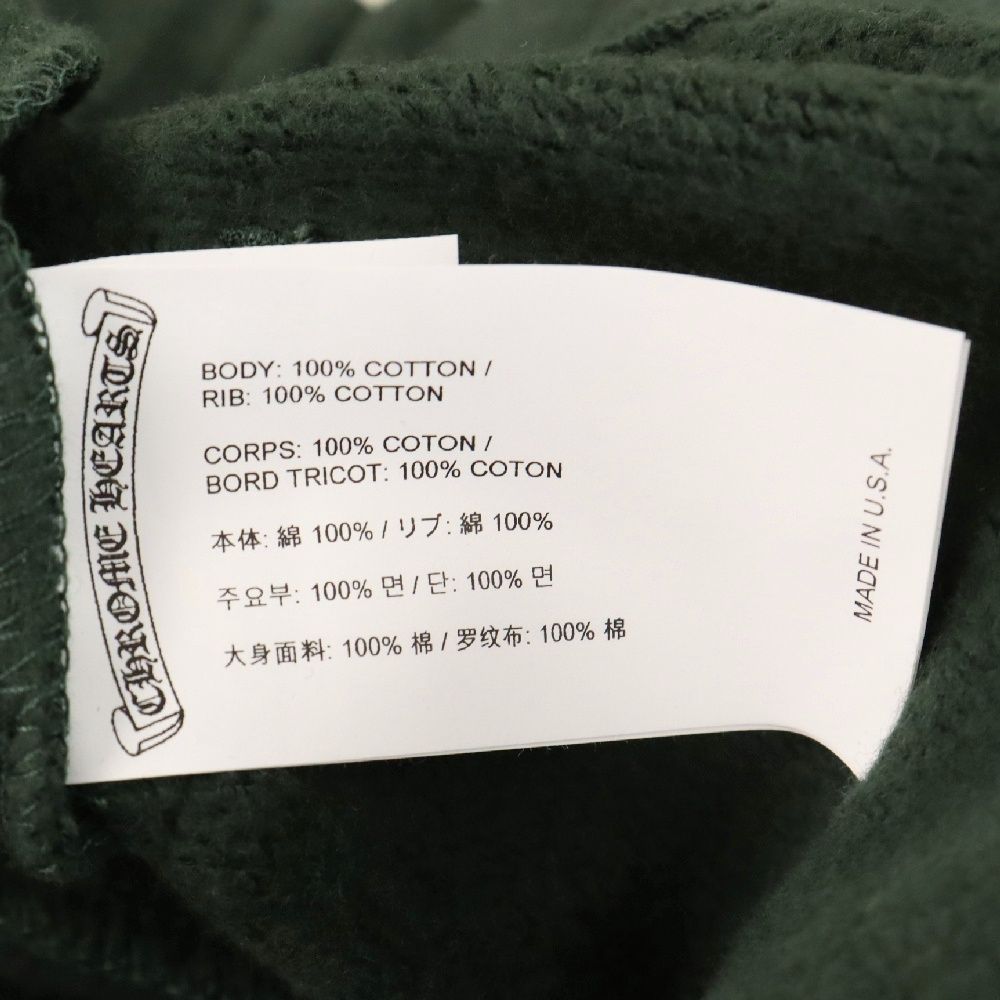 CHROME HEARTS
BODY: 100% COTTON /
RIB: 100% COTTON
CORPS: 100% COTON /
BORD TRICOT: 100% COTON
本体: 綿 100% / リブ: 綿 100%
주요부: 100% 면 / 단: 100% 면
大身面料: 100% 棉 / 罗纹布: 100% 棉
MADE IN U.S.A.